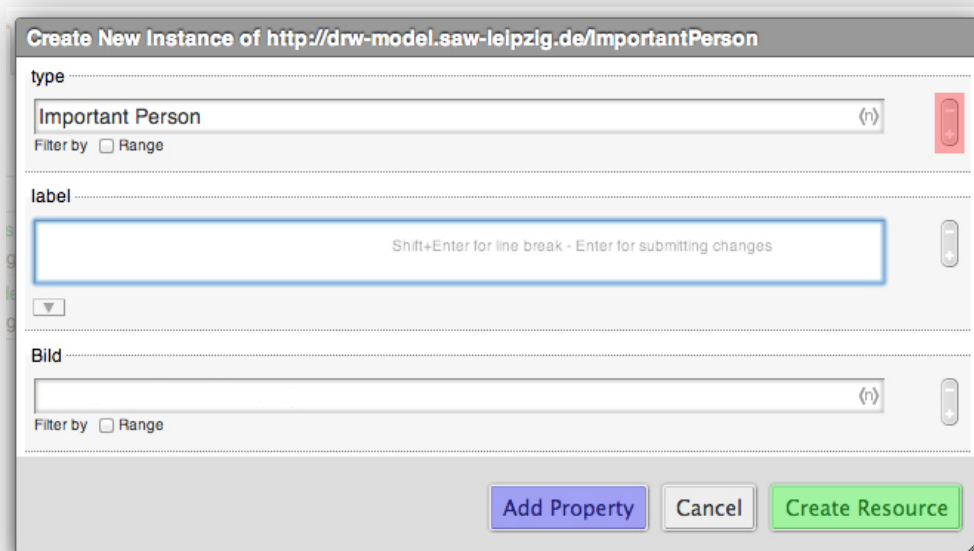 Create New Instance of http://drw-model.saw-leipzig.de/ImportantPerson
type
Important Person
⟨n⟩
Filter by Range
label
Shift+Enter for line break - Enter for submitting changes
Bild
⟨n⟩
Filter by Range
Add Property Cancel Create Resource